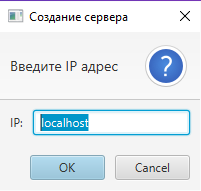 Создание сервера
Введите IP адрес
IP: localhost
OK Cancel